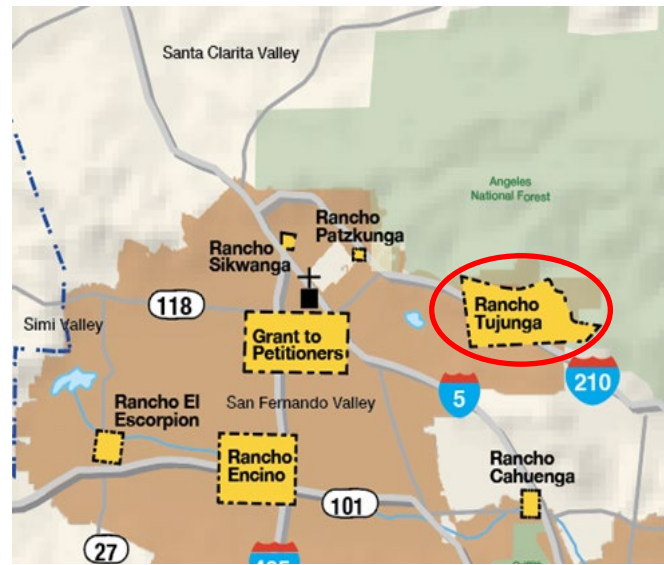 Santa Clarita Valley
Angeles
National Forest
Rancho
Patzkunga
Rancho
Sikwanga
Rancho
Tujunga
118
Simi Valley
Grant to
Petitioners
210
5
San Fernando Valley
Rancho El
Escorpion
Rancho
Encino
Rancho
Cahuenga
101
27
405